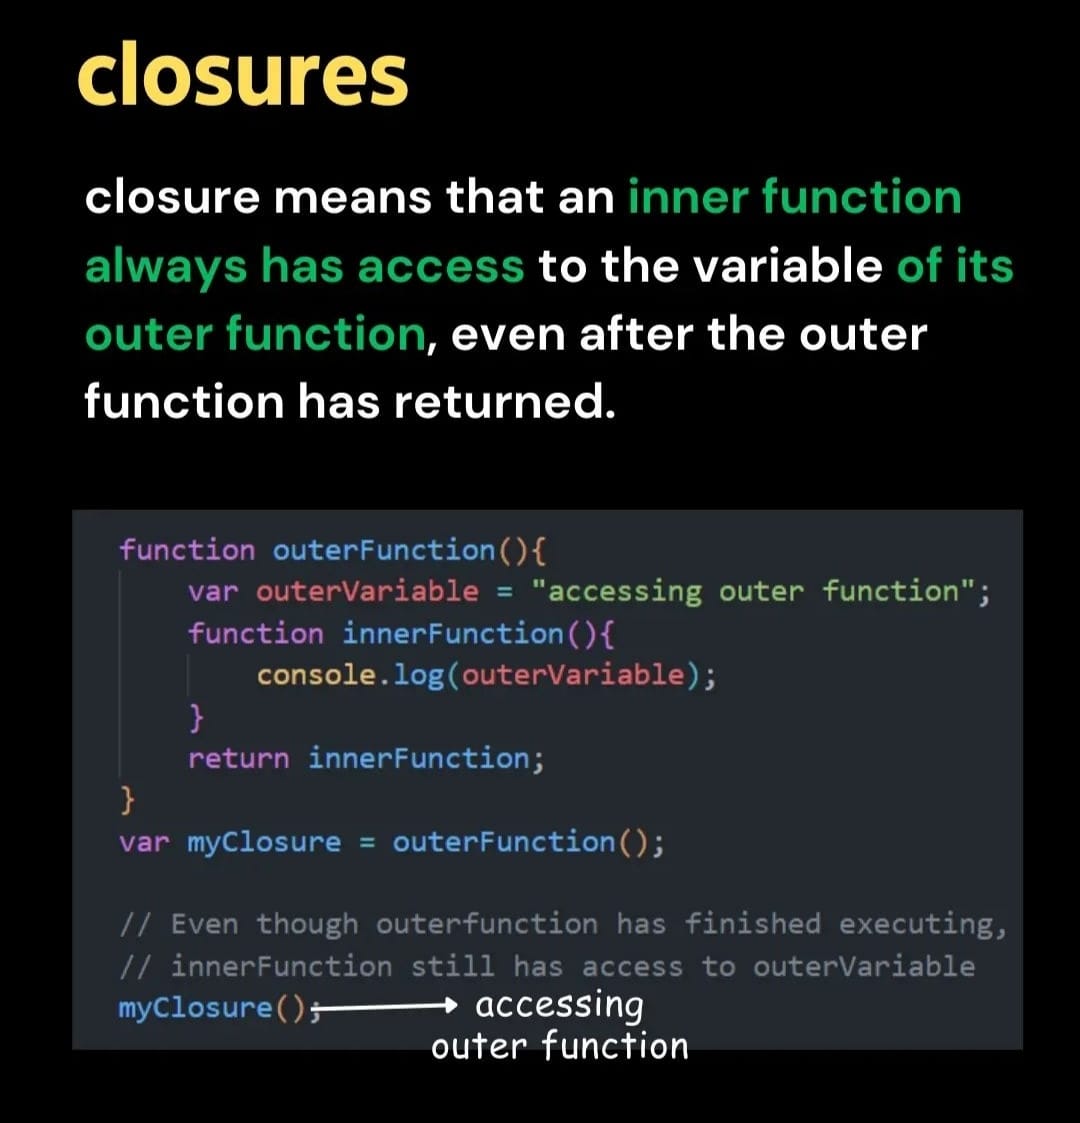 closures
closure means that an inner function
always has access to the variable of its
outer function, even after the outer
function has returned.
function outerFunction(){
    var outerVariable = "accessing outer function";
    function innerFunction(){
        console.log(outerVariable);
    }
    return innerFunction;
}
var myClosure = outerFunction();
// Even though outerfunction has finished executing,
// innerFunction still has access to outerVariable
myClosure(); accessing
outer function